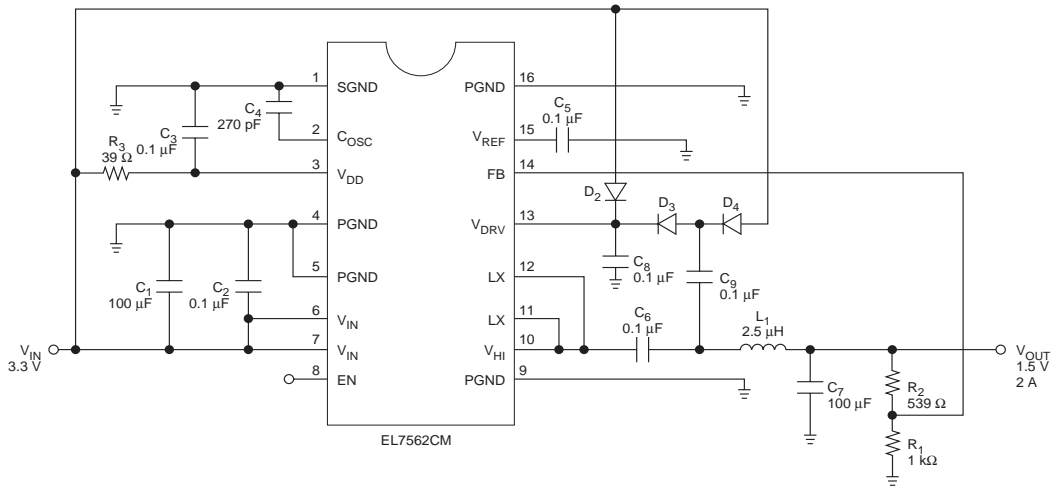 1
SGND
C4
270 pF
2
COSC
C3
0.1 µF
R3
39 Ω
3
VDD
4
PGND
5
PGND
C1
100 µF
C2
0.1 µF
6
VIN
7
VIN
VIN
3.3 V
8
EN
EL7562CM
16
PGND
C5
0.1 µF
15
VREF
14
FB
D2
D3
D4
13
VDRV
C8
0.1 µF
12
LX
C9
0.1 µF
11
LX
C6
0.1 µF
L1
2.5 µH
10
VHI
9
PGND
C7
100 µF
R2
539 Ω
R1
1 kΩ
VOUT
1.5 V
2 A